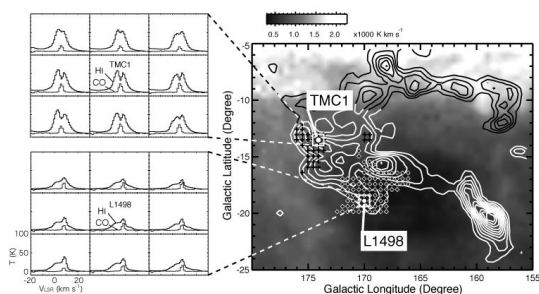 0.5 1.0 1.5 2.0 x1000 K km s⁻¹
TMC1
HI
CO
L1498
HI
CO
100
50
0
T (K)
-20 0 20
V_LSR (km s⁻¹)
-5
-10
-15
-20
-25
Galactic Latitude (Degree)
TMC1
L1498
175 170 165 160 155
Galactic Longitude (Degree)